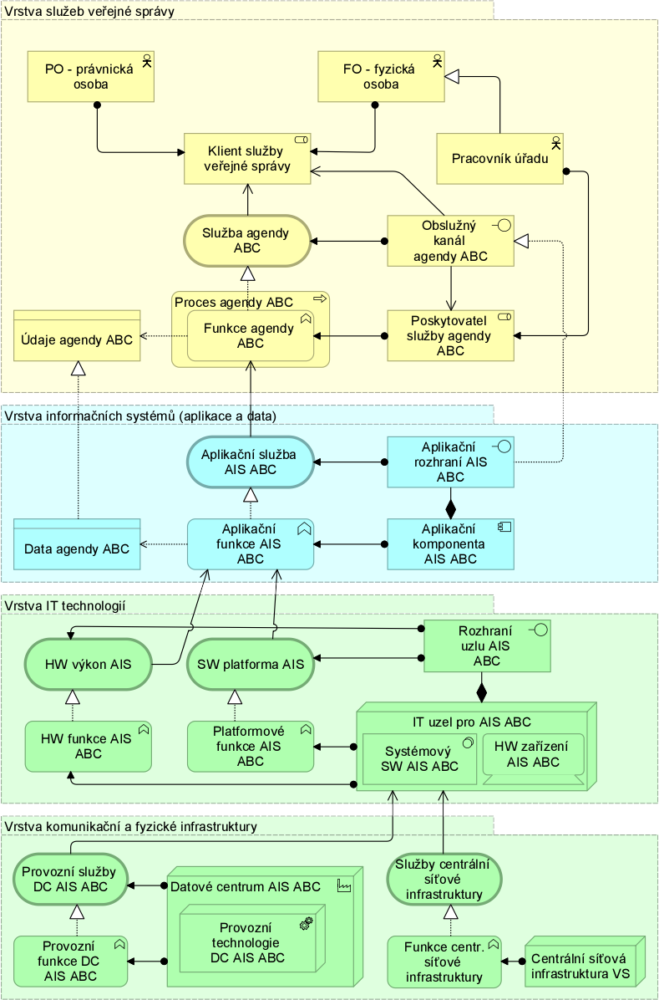 Vrstva služeb veřejné správy
PO - právnická
osoba
FO - fyzická
osoba
Klient služby
veřejné správy
Pracovník úřadu
Služba agendy
ABC
Obslužný
kanál
agendy ABC
Proces agendy ABC
Funkce agendy
ABC
Údaje agendy ABC
Poskytovatel
služby agendy
ABC
Vrstva informačních systémů (aplikace a data)
Aplikační služba
AIS ABC
Aplikační
rozhraní AIS
ABC
Data agendy ABC
Aplikační
funkce AIS
ABC
Aplikační
komponenta
AIS ABC
Vrstva IT technologií
Rozhraní
uzlu AIS
ABC
HW výkon AIS
SW platforma AIS
HW funkce AIS
ABC
Platformové
funkce AIS
ABC
IT uzel pro AIS ABC
Systémový
SW AIS ABC
HW zařízení
AIS ABC
Vrstva komunikační a fyzické infrastruktury
Provozní služby
DC AIS ABC
Datové centrum AIS ABC
Služby centrální
síťové
infrastruktury
Provozní
technologie
DC AIS ABC
Provozní
funkce DC
AIS ABC
Funkce centr.
síťové
infrastruktury
Centrální síťová
infrastruktura VS